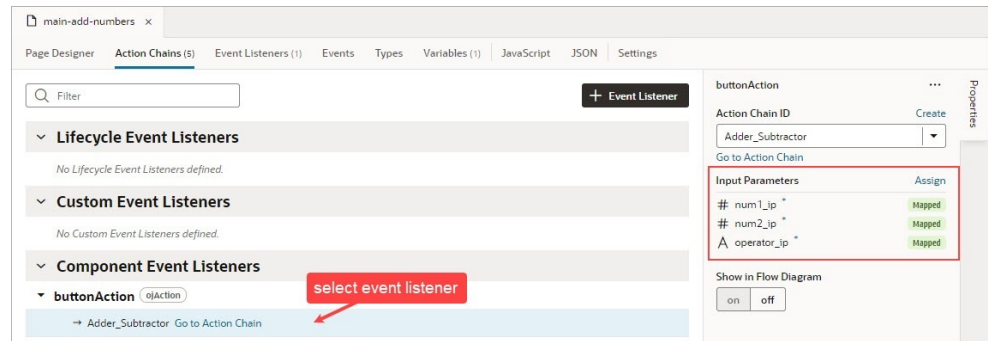 main-add-numbers ×
Page Designer Action Chains (5) Event Listeners (1) Events Types Variables (1) JavaScript JSON Settings
Filter
+ Event Listener
Lifecycle Event Listeners
No Lifecycle Event Listeners defined.
Custom Event Listeners
No Custom Event Listeners defined.
Component Event Listeners
buttonAction ojAction
select event listener
→ Adder_Subtractor Go to Action Chain
buttonAction ...
Action Chain ID Create
Adder_Subtractor
Go to Action Chain
Input Parameters Assign
# num1_ip * Mapped
# num2_ip * Mapped
A operator_ip * Mapped
Show in Flow Diagram
on off
Properties